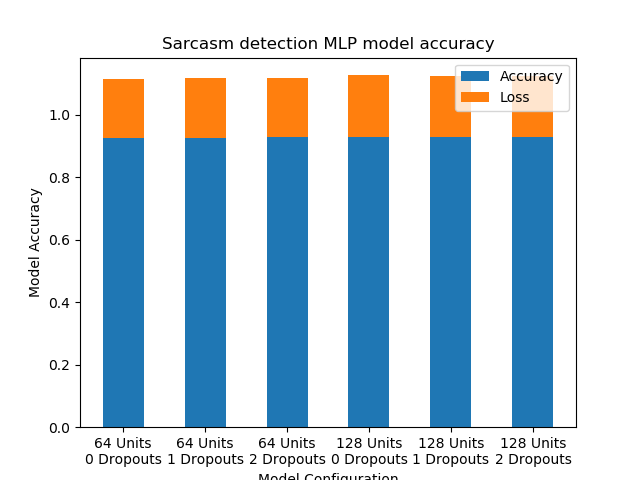 Sarcasm detection MLP model accuracy
Accuracy
Loss
Model Accuracy
1.0
0.8
0.6
0.4
0.2
0.0
64 Units 64 Units 64 Units 128 Units 128 Units 128 Units
0 Dropouts 1 Dropouts 2 Dropouts 0 Dropouts 1 Dropouts 2 Dropouts
Model Configuration